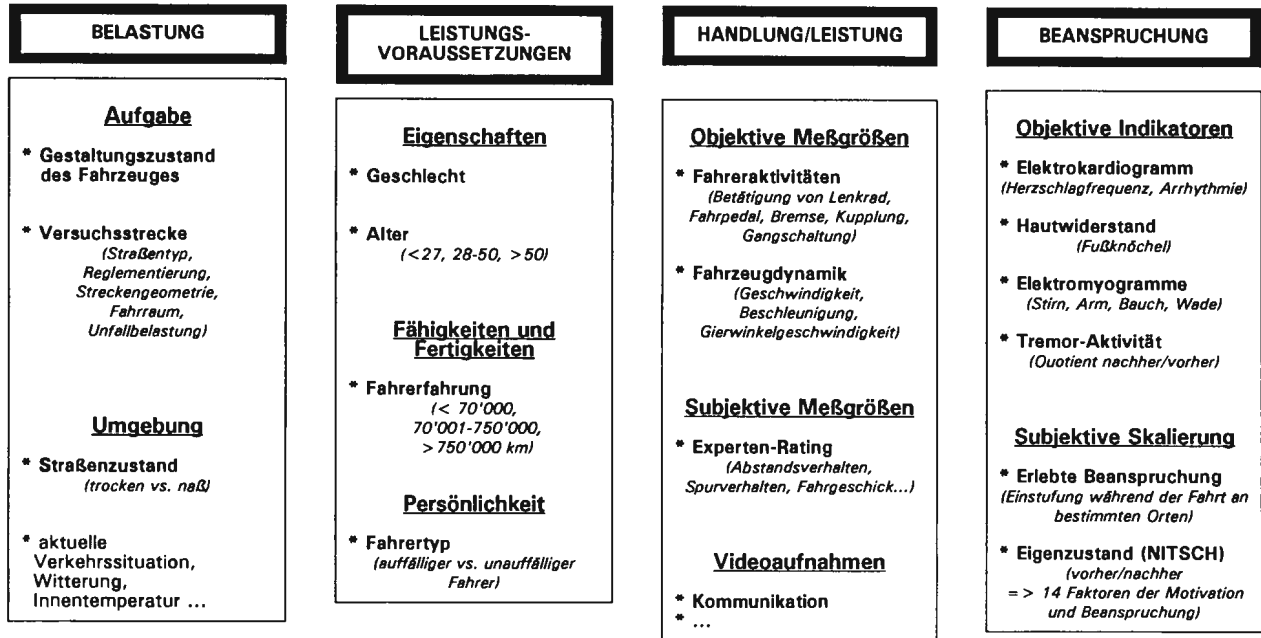 BELASTUNG
Aufgabe
* Gestaltungszustand
des Fahrzeuges
* Versuchsstrecke
(Straßentyp,
Reglementierung,
Streckengeometrie,
Fahrraum,
Unfallbelastung)
Umgebung
* Straßenzustand
(trocken vs. naß)
* aktuelle
Verkehrssituation,
Witterung,
Innentemperatur ...
LEISTUNGS-
VORAUSSETZUNGEN
Eigenschaften
* Geschlecht
* Alter
(<27, 28-50, >50)
Fähigkeiten und
Fertigkeiten
* Fahrerfahrung
(< 70'000,
70'001-750'000,
> 750'000 km)
Persönlichkeit
* Fahrertyp
(auffälliger vs. unauffälliger
Fahrer)
HANDLUNG/LEISTUNG
Objektive Meßgrößen
* Fahreraktivitäten
(Betätigung von Lenkrad,
Fahrpedal, Bremse, Kupplung,
Gangschaltung)
* Fahrzeugdynamik
(Geschwindigkeit,
Beschleunigung,
Gierwinkelgeschwindigkeit)
Subjektive Meßgrößen
* Experten-Rating
(Abstandsverhalten,
Spurverhalten, Fahrgeschick...)
Videoaufnahmen
* Kommunikation
* ...
BEANSPRUCHUNG
Objektive Indikatoren
* Elektrokardiogramm
(Herzschlagfrequenz, Arrhythmie)
* Hautwiderstand
(Fußknöchel)
* Elektromyogramme
(Stirn, Arm, Bauch, Wade)
* Tremor-Aktivität
(Quotient nachher/vorher)
Subjektive Skalierung
* Erlebte Beanspruchung
(Einstufung während der Fahrt an
bestimmten Orten)
* Eigenzustand (NITSCH)
(vorher/nachher
= > 14 Faktoren der Motivation
und Beanspruchung)